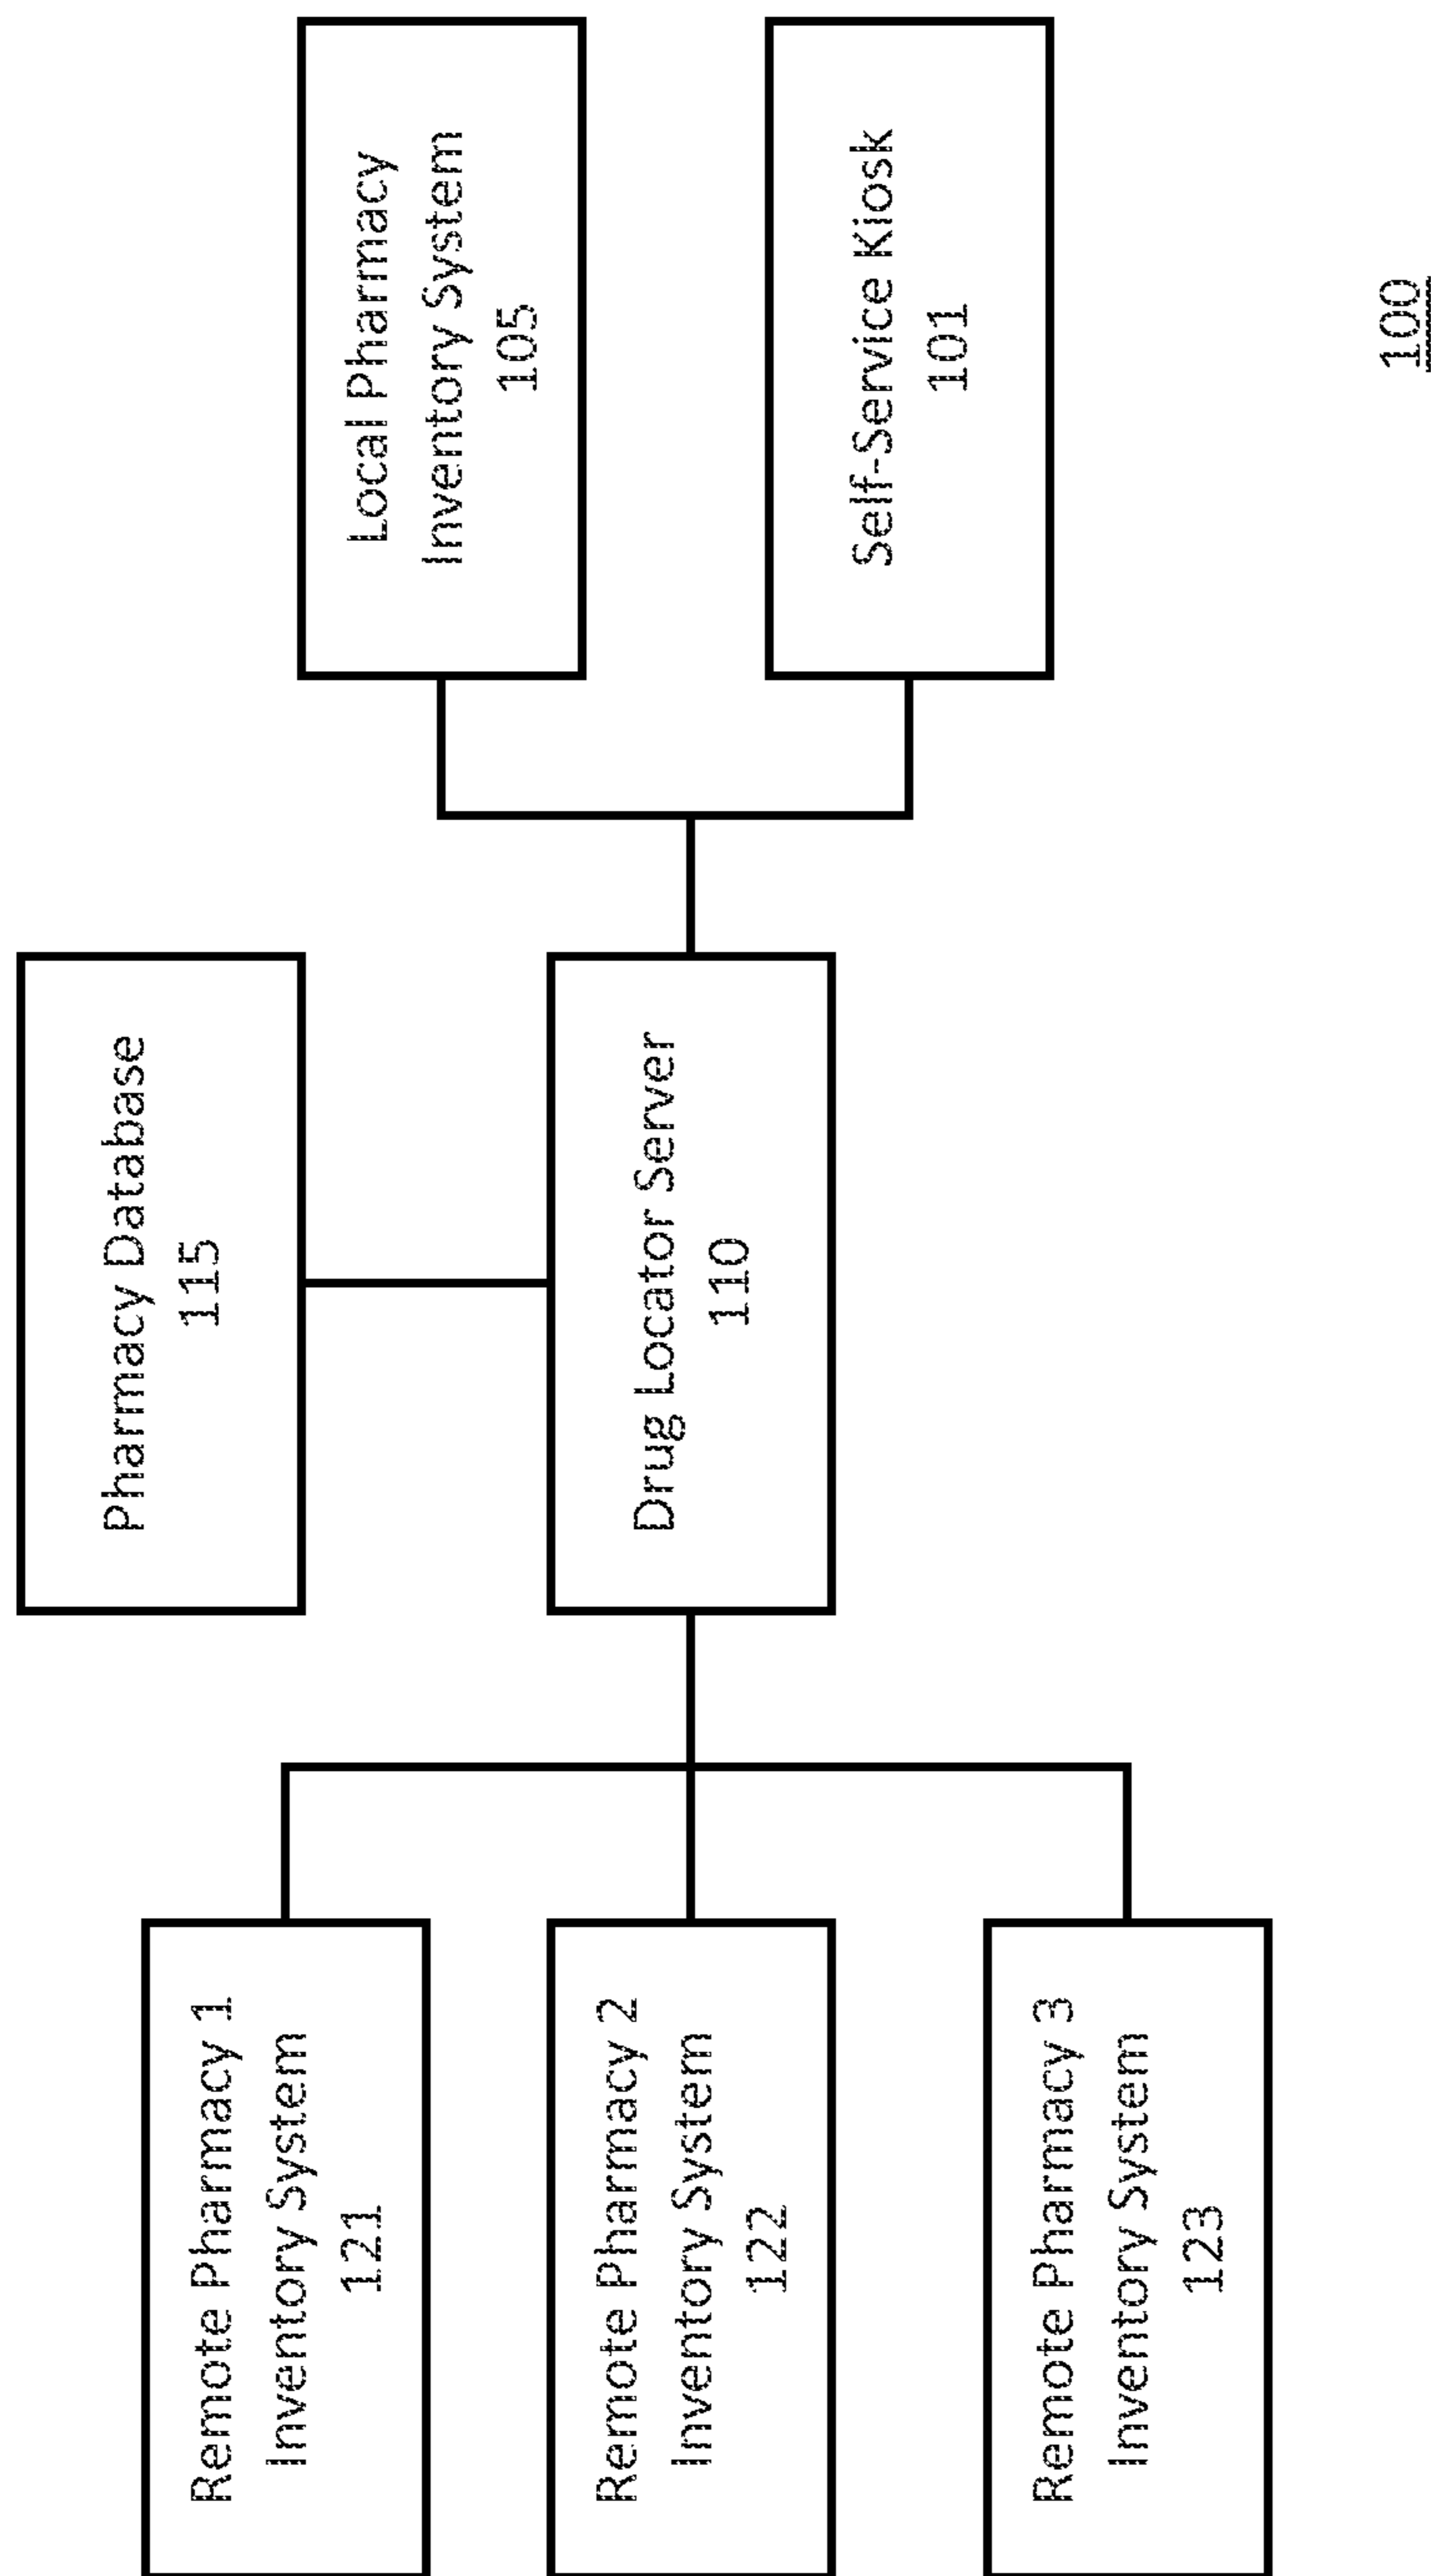 Pharmacy Database
115
Remote Pharmacy 1
Inventory System
121
Local Pharmacy
Inventory System
105
Remote Pharmacy 2
Inventory System
122
Drug Locator Server
110
Self-Service Kiosk
101
Remote Pharmacy 3
Inventory System
123
100